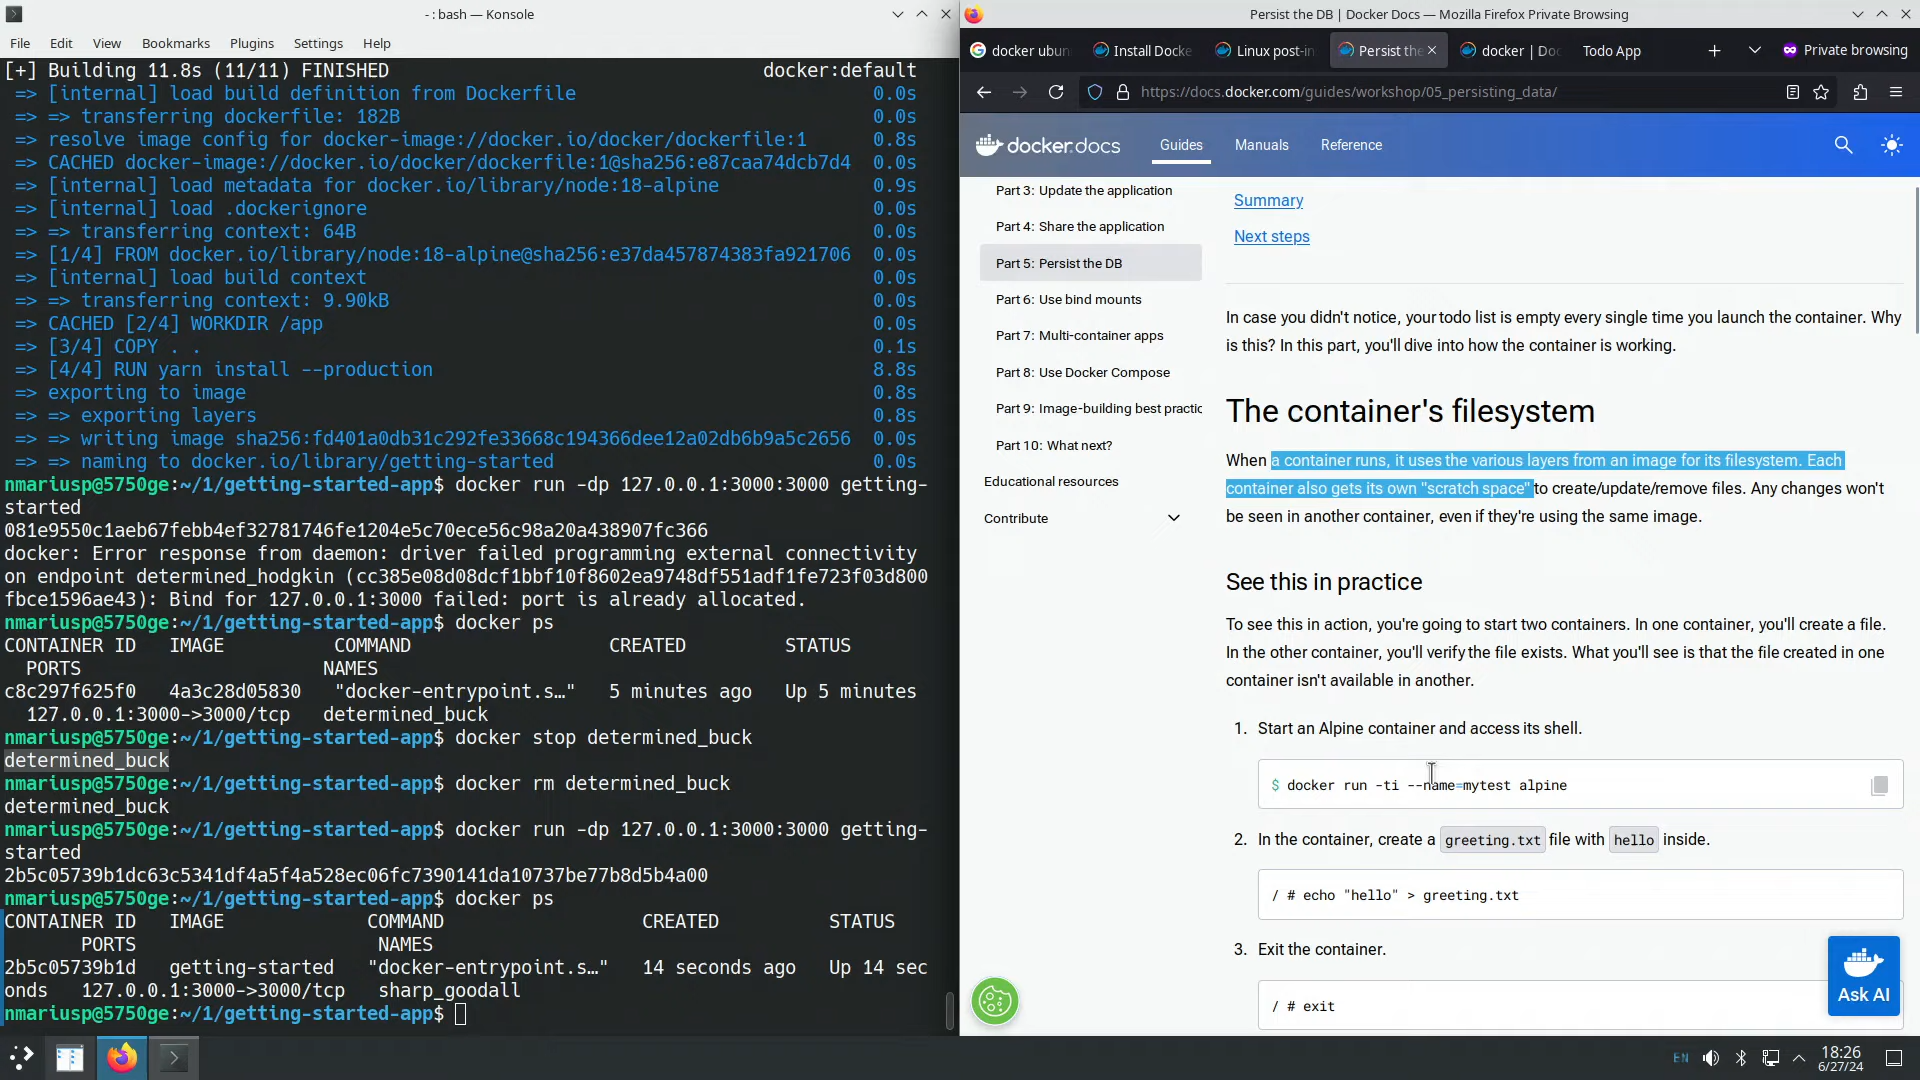 - : bash — Konsole
File Edit View Bookmarks Plugins Settings Help
[+] Building 11.8s (11/11) FINISHED docker:default
=> [internal] load build definition from Dockerfile 0.0s
=> => transferring dockerfile: 182B 0.0s
=> resolve image config for docker-image://docker.io/docker/dockerfile:1 0.8s
=> CACHED docker-image://docker.io/docker/dockerfile:1@sha256:e87caa74dcb7d4 0.0s
=> [internal] load metadata for docker.io/library/node:18-alpine 0.9s
=> [internal] load .dockerignore 0.0s
=> => transferring context: 64B 0.0s
=> [1/4] FROM docker.io/library/node:18-alpine@sha256:e37da457874383fa921706 0.0s
=> [internal] load build context 0.0s
=> => transferring context: 9.90kB 0.0s
=> CACHED [2/4] WORKDIR /app 0.0s
=> [3/4] COPY . . 0.1s
=> [4/4] RUN yarn install --production 8.8s
=> exporting to image 0.8s
=> => exporting layers 0.8s
=> => writing image sha256:fd401a0db31c292fe33668c194366dee12a02db6b9a5c2656 0.0s
=> => naming to docker.io/library/getting-started 0.0s
nmariusp@5750ge:~/1/getting-started-app$ docker run -dp 127.0.0.1:3000:3000 getting-
started
081e9550c1aeb67febb4ef32781746fe1204e5c70ece56c98a20a438907fc366
docker: Error response from daemon: driver failed programming external connectivity
on endpoint determined_hodgkin (cc385e08d08dcf1bbf10f8602ea9748df551adf1fe723f03d800
fbce1596ae43): Bind for 127.0.0.1:3000 failed: port is already allocated.
nmariusp@5750ge:~/1/getting-started-app$ docker ps
CONTAINER ID IMAGE COMMAND CREATED STATUS
PORTS NAMES
c8c297f625f0 4a3c28d05830 "docker-entrypoint.s…" 5 minutes ago Up 5 minutes
127.0.0.1:3000->3000/tcp determined_buck
nmariusp@5750ge:~/1/getting-started-app$ docker stop determined_buck
determined_buck
nmariusp@5750ge:~/1/getting-started-app$ docker rm determined_buck
determined_buck
nmariusp@5750ge:~/1/getting-started-app$ docker run -dp 127.0.0.1:3000:3000 getting-
started
2b5c05739b1dc63c5341df4a5f4a528ec06fc7390141da10737be77b8d5b4a00
nmariusp@5750ge:~/1/getting-started-app$ docker ps
CONTAINER ID IMAGE COMMAND CREATED STATUS
PORTS NAMES
2b5c05739b1d getting-started "docker-entrypoint.s…" 14 seconds ago Up 14 sec
onds 127.0.0.1:3000->3000/tcp sharp_goodall
nmariusp@5750ge:~/1/getting-started-app$
Persist the DB | Docker Docs — Mozilla Firefox Private Browsing
docker ubun Install Docke Linux post-in Persist the docker | Doc Todo App Private browsing
https://docs.docker.com/guides/workshop/05_persisting_data/
docker.docs Guides Manuals Reference
Part 3: Update the application
Part 4: Share the application
Part 5: Persist the DB
Part 6: Use bind mounts
Part 7: Multi-container apps
Part 8: Use Docker Compose
Part 9: Image-building best practic
Part 10: What next?
Educational resources
Contribute
Summary
Next steps
In case you didn't notice, your todo list is empty every single time you launch the container. Why
is this? In this part, you'll dive into how the container is working.
The container's filesystem
When a container runs, it uses the various layers from an image for its filesystem. Each
container also gets its own "scratch space" to create/update/remove files. Any changes won't
be seen in another container, even if they're using the same image.
See this in practice
To see this in action, you're going to start two containers. In one container, you'll create a file.
In the other container, you'll verify the file exists. What you'll see is that the file created in one
container isn't available in another.
1. Start an Alpine container and access its shell.
$ docker run -ti --name=mytest alpine
2. In the container, create a greeting.txt file with hello inside.
/ # echo "hello" > greeting.txt
3. Exit the container.
/ # exit
Ask AI
EN
18:26
6/27/24